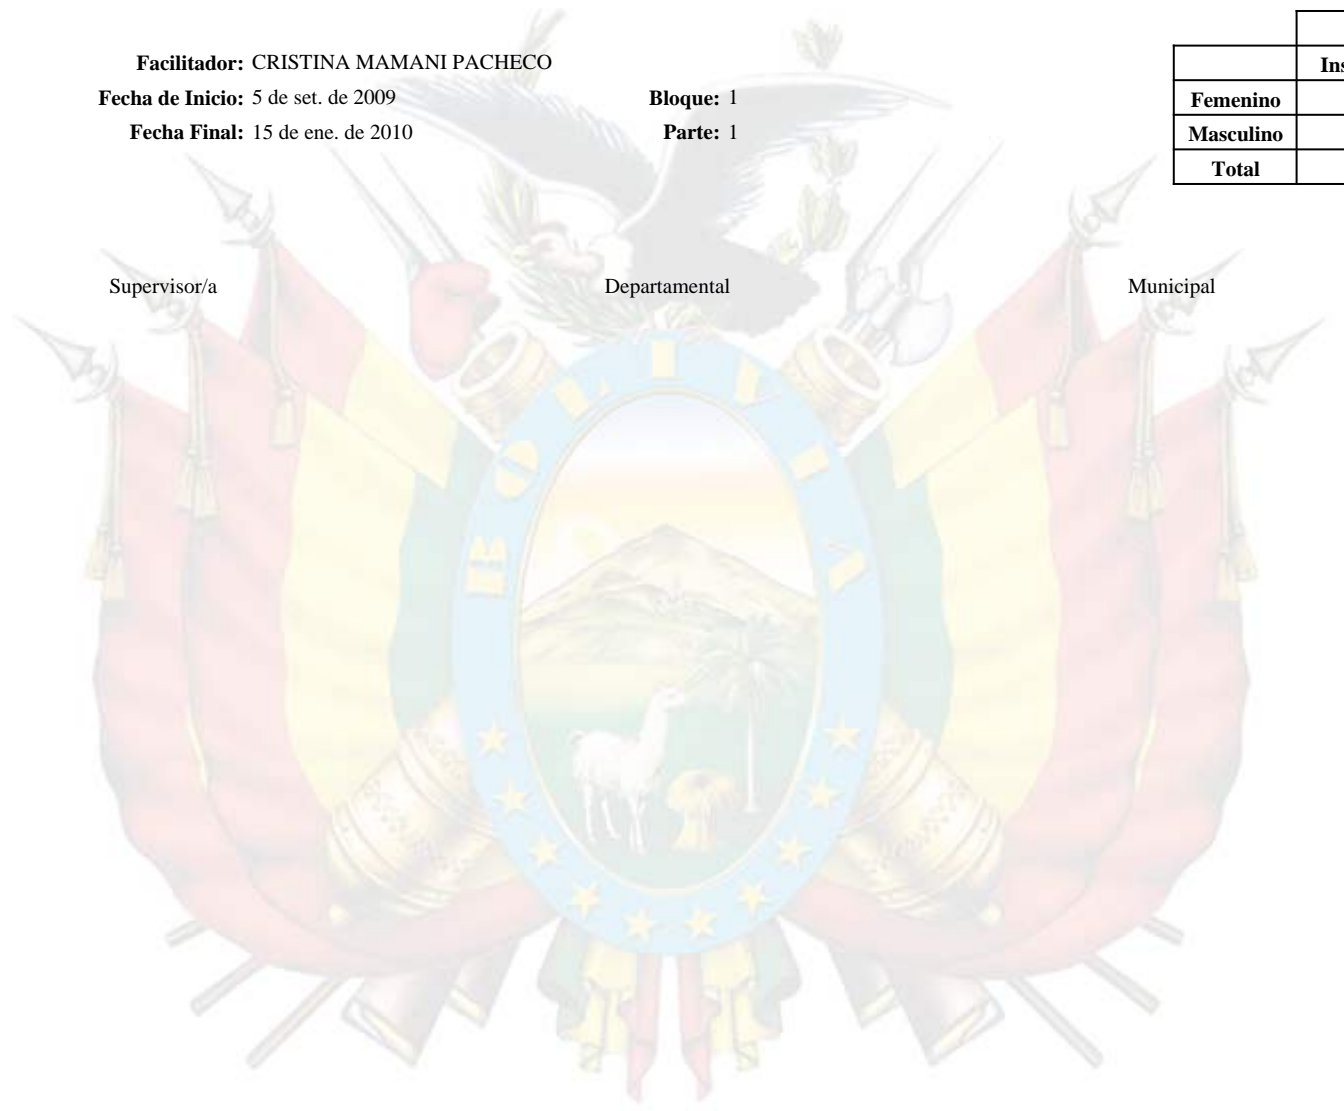 Facilitador: CRISTINA MAMANI PACHECO
Fecha de Inicio: 5 de set. de 2009
Bloque: 1
Fecha Final: 15 de ene. de 2010
Parte: 1
Femenino
Masculino
Total
Supervisor/a
Departamental
Municipal
BOLIVIA